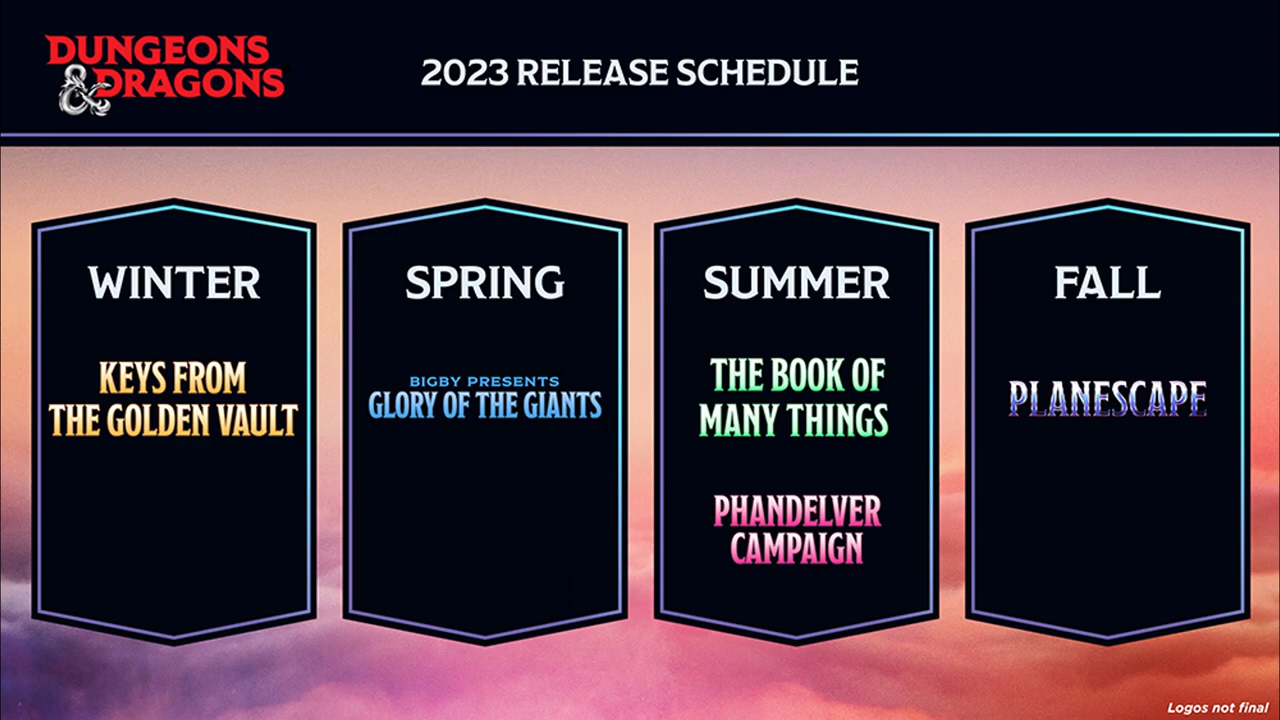 DUNGEONS
& DRAGONS
2023 RELEASE SCHEDULE
WINTER
KEYS FROM
THE GOLDEN VAULT
SPRING
BIGBY PRESENTS
GLORY OF THE GIANTS
SUMMER
THE BOOK OF
MANY THINGS
PHANDELVER
CAMPAIGN
FALL
PLANESCAPE
Logos not final